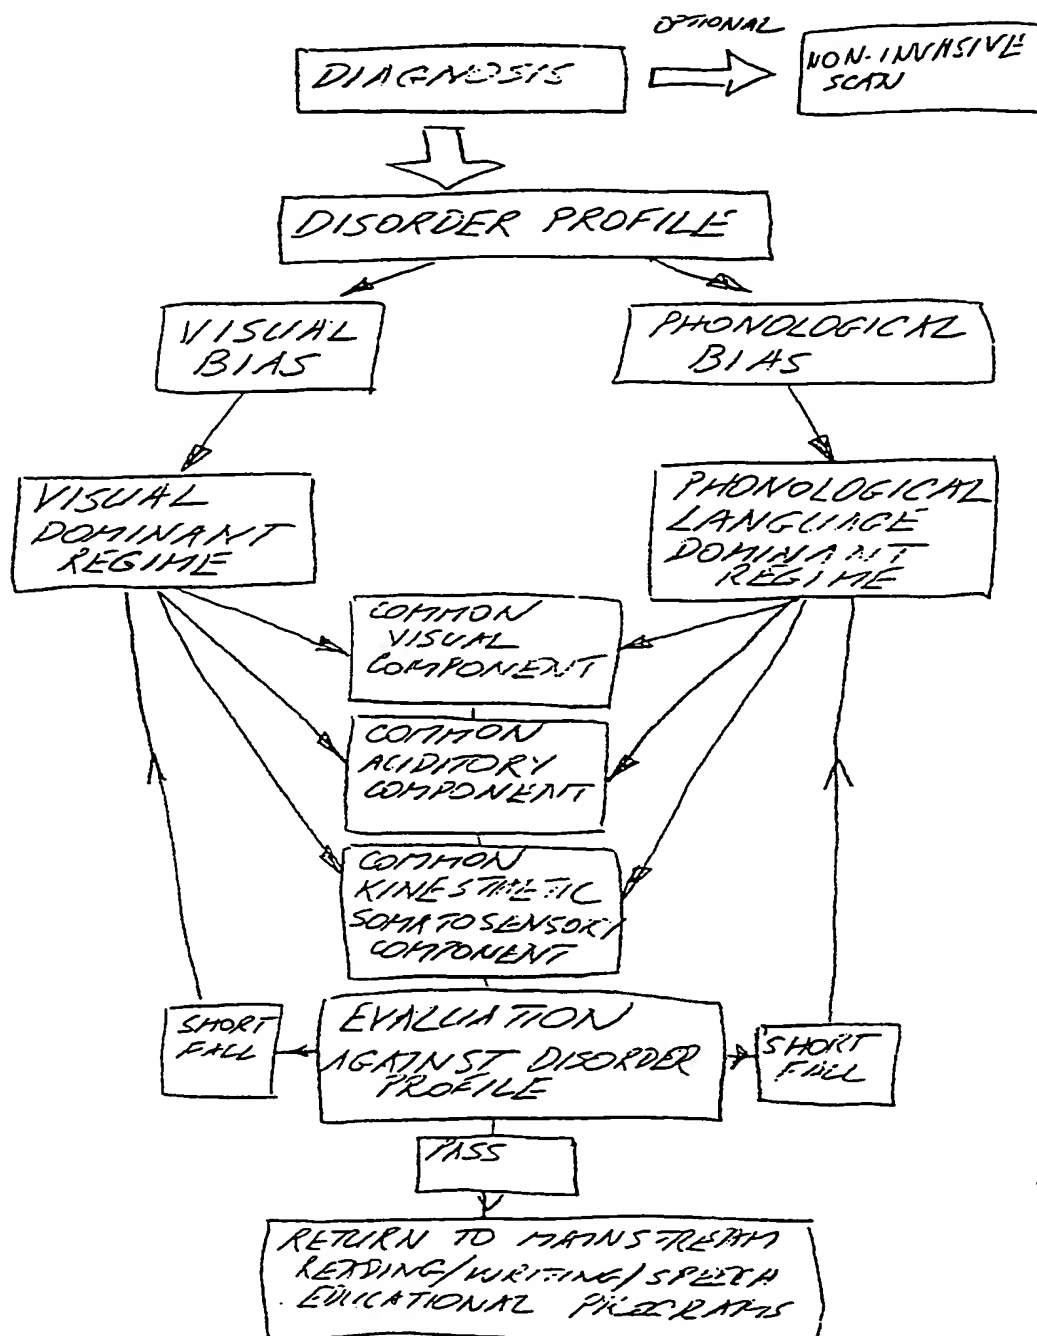 OPTIONAL
DIAGNOSIS
NON-INVASIVE
SCAN
DISORDER PROFILE
VISUAL
BIAS
PHONOLOGICAL
BIAS
VISUAL
DOMINANT
REGIME
PHONOLOGICAL
LANGUAGE
DOMINANT
REGIME
COMMON
VISUAL
COMPONENT
COMMON
AUDITORY
COMPONENT
COMMON
KINESTHETIC
SOMATOSENSORY
COMPONENT
SHORT
FALL
EVALUATION
AGAINST DISORDER
PROFILE
SHORT
FALL
PASS
RETURN TO MAINSTREAM
READING/WRITING/SPEECH
EDUCATIONAL PROGRAMS